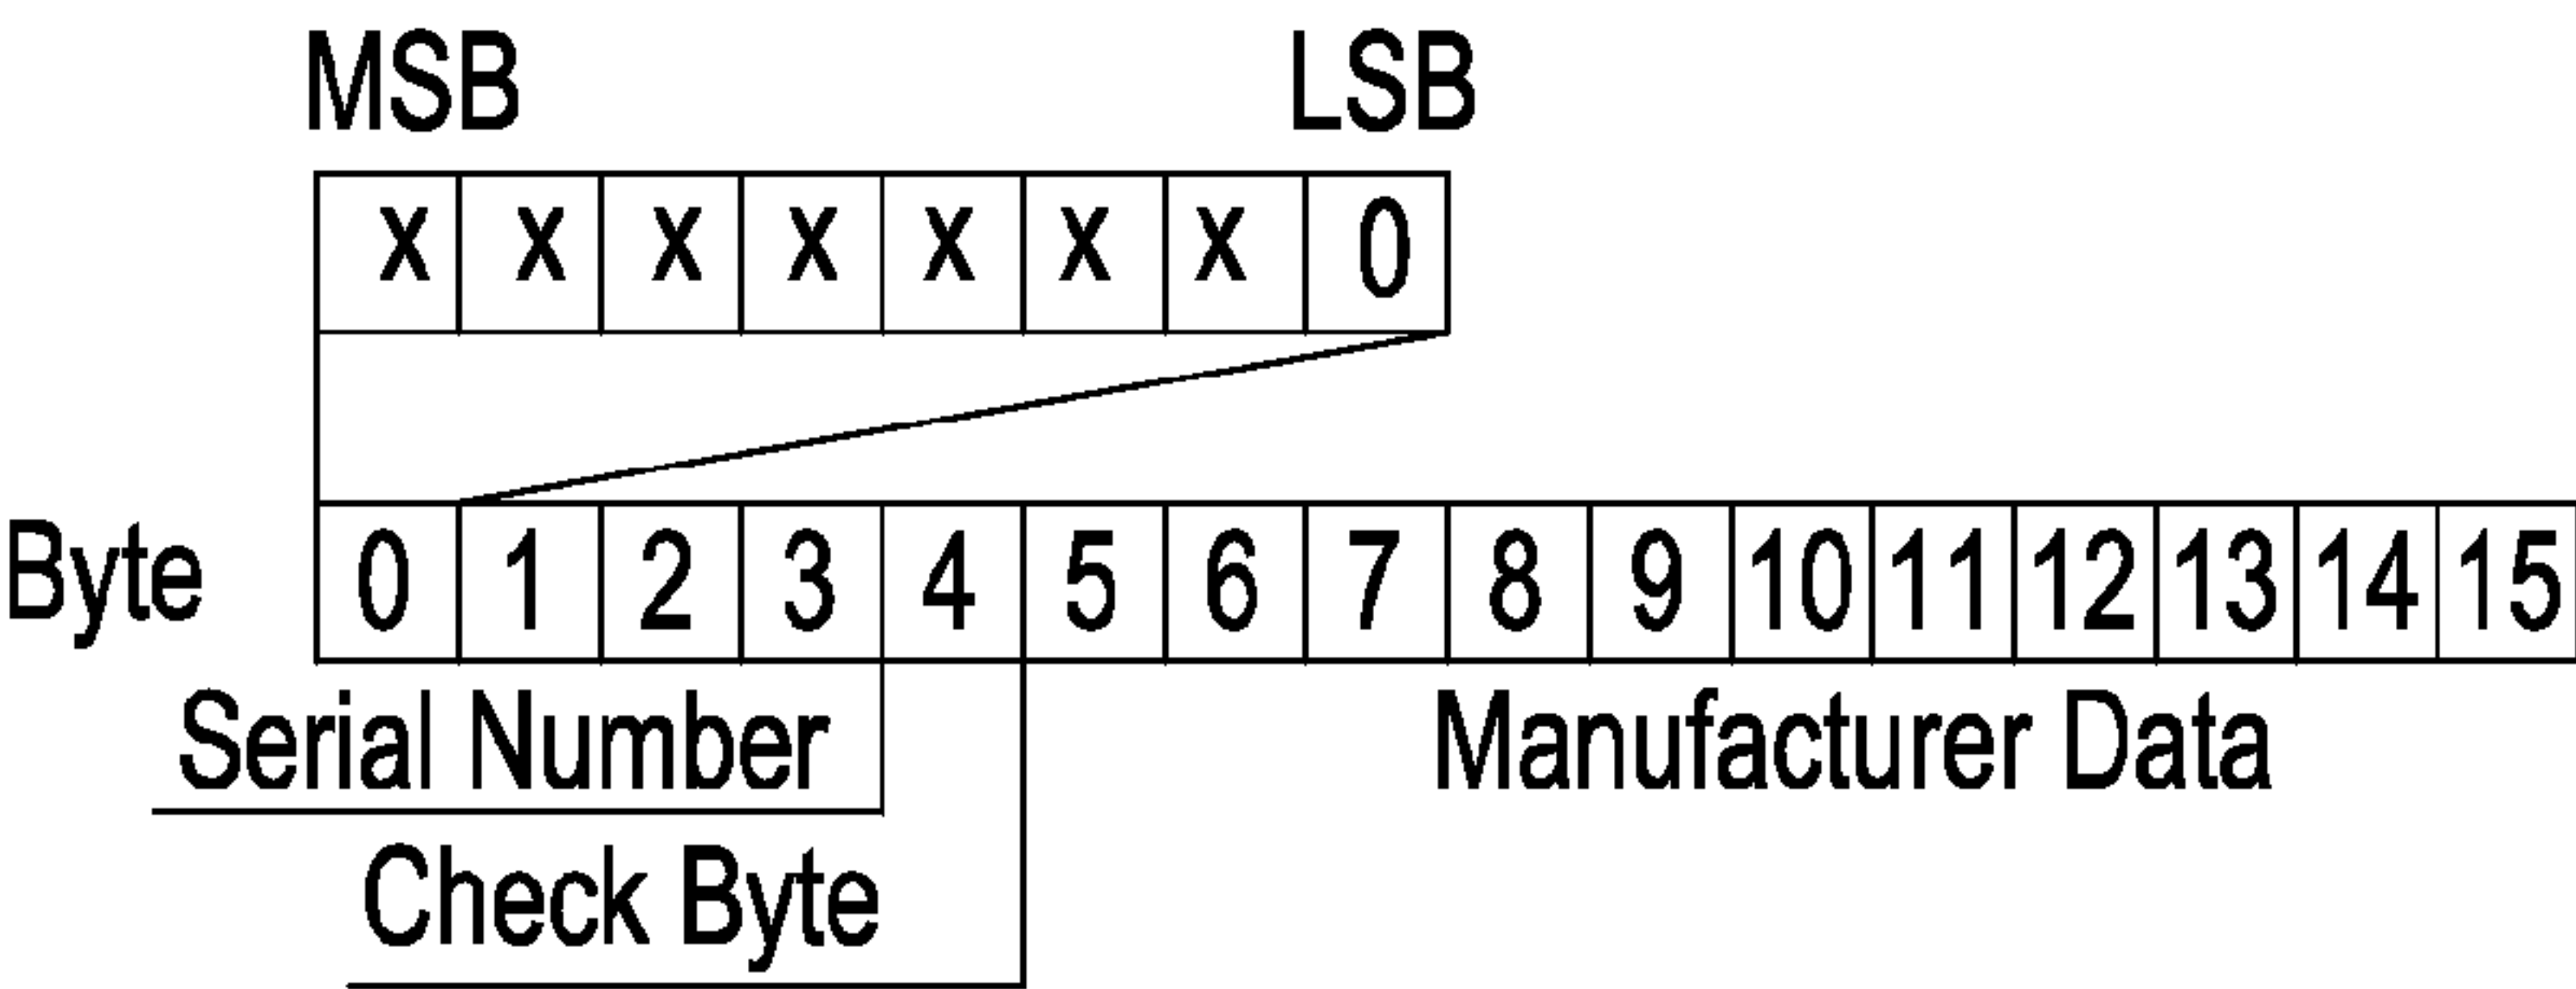 MSB LSB
x x x x x x x 0
Byte 0 1 2 3 4 5 6 7 8 9 10 11 12 13 14 15
Serial Number Manufacturer Data
Check Byte